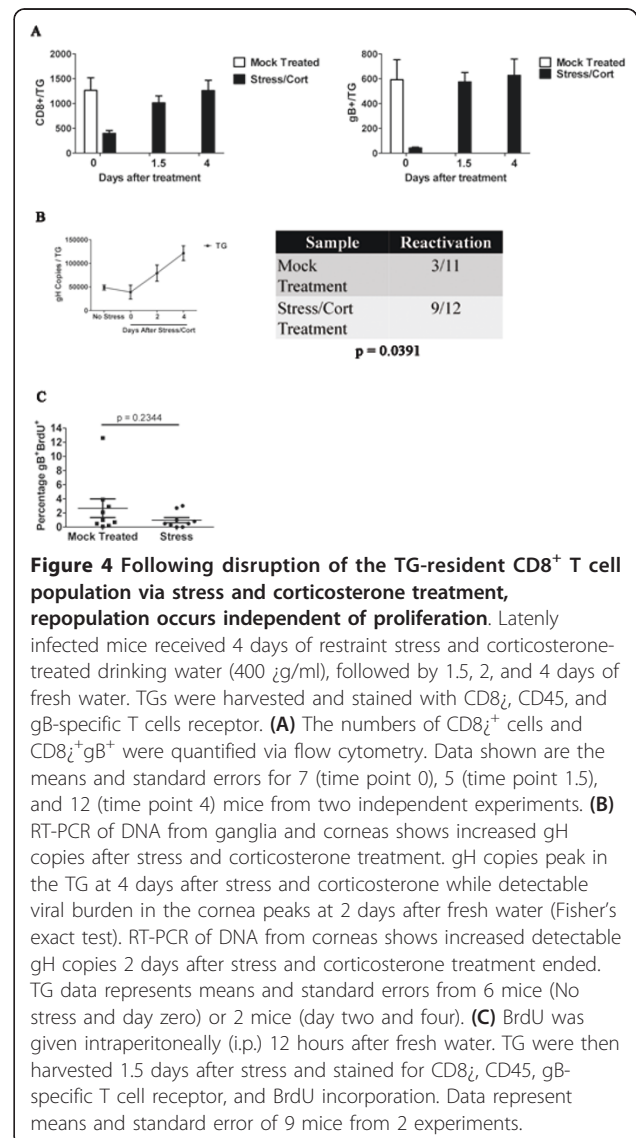 A
2000
1500
1000
500
0
CD8+/TG
Mock Treated
Stress/Cort
0 1.5 4
Days after treatment
800
600
400
200
0
gB+/TG
Mock Treated
Stress/Cort
0 1.5 4
Days after treatment
B
150000
100000
50000
0
gH Copies / TG
TG
No Stress 0 2 4
Days After Stress/Cort
Sample Reactivation
Mock 3/11
Treatment
Stress/Cort 9/12
Treatment
p = 0.0391
C
p = 0.2344
14
12
10
8
6
4
2
0
Percentage gB⁺BrdU⁺
Mock Treated Stress
Figure 4 Following disruption of the TG-resident CD8⁺ T cell
population via stress and corticosterone treatment,
repopulation occurs independent of proliferation. Latenly
infected mice received 4 days of restraint stress and corticosterone-
treated drinking water (400 ¿g/ml), followed by 1.5, 2, and 4 days of
fresh water. TGs were harvested and stained with CD8¿, CD45, and
gB-specific T cells receptor. (A) The numbers of CD8¿⁺ cells and
CD8¿⁺gB⁺ were quantified via flow cytometry. Data shown are the
means and standard errors for 7 (time point 0), 5 (time point 1.5),
and 12 (time point 4) mice from two independent experiments. (B)
RT-PCR of DNA from ganglia and corneas shows increased gH
copies after stress and corticosterone treatment. gH copies peak in
the TG at 4 days after stress and corticosterone while detectable
viral burden in the cornea peaks at 2 days after fresh water (Fisher's
exact test). RT-PCR of DNA from corneas shows increased detectable
gH copies 2 days after stress and corticosterone treatment ended.
TG data represents means and standard errors from 6 mice (No
stress and day zero) or 2 mice (day two and four). (C) BrdU was
given intraperitoneally (i.p.) 12 hours after fresh water. TG were then
harvested 1.5 days after stress and stained for CD8¿, CD45, gB-
specific T cell receptor, and BrdU incorporation. Data represent
means and standard error of 9 mice from 2 experiments.